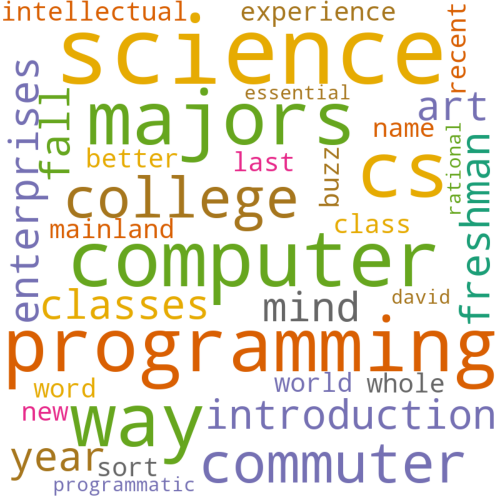 intellectual
experience
recent
science
essential
enterprises
fall
majors
art
name
better
last
buzz
cs
rational
freshman
college
mainland
class
computer
classes
mind
david
programming
word
world
whole
new
way
introduction
year
sort
commuter
programmatic